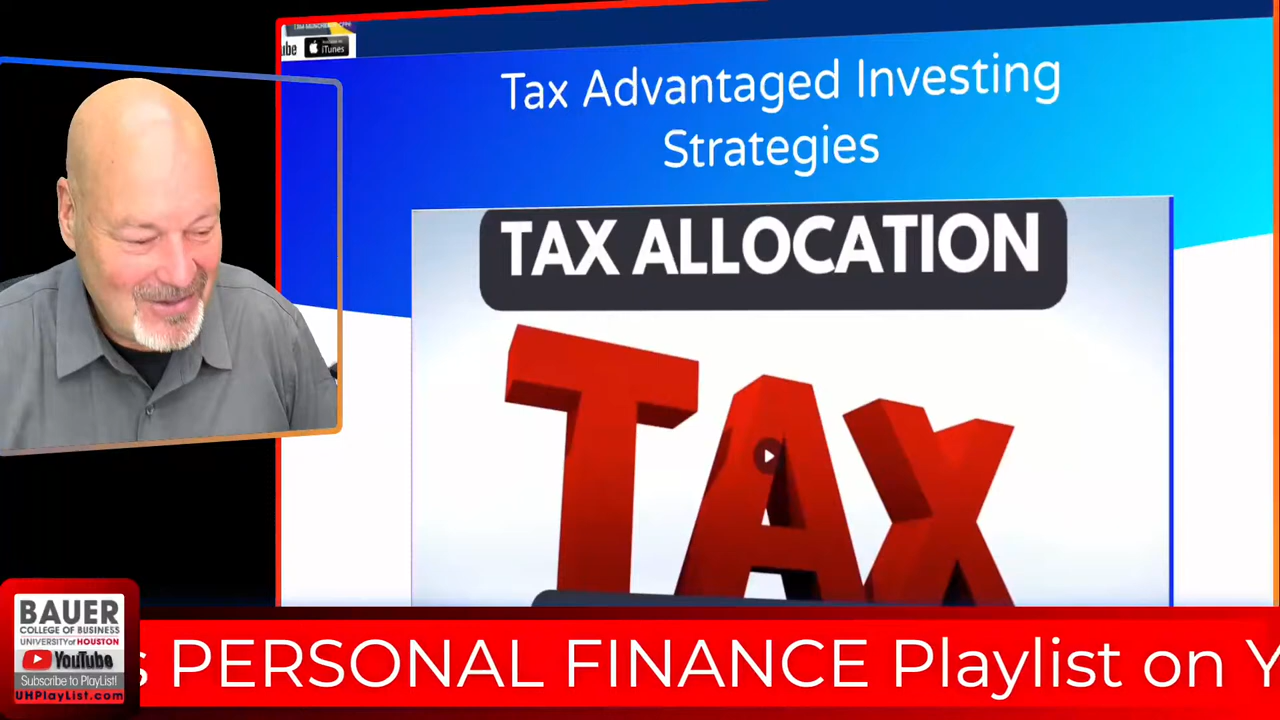 ube
iTunes
Tax Advantaged Investing
Strategies
TAX ALLOCATION
TAX
BAUER
COLLEGE OF BUSINESS
UNIVERSITY of HOUSTON
YouTube
Subscribe to PlayList!
UHPlayList.com
s PERSONAL FINANCE Playlist on Y